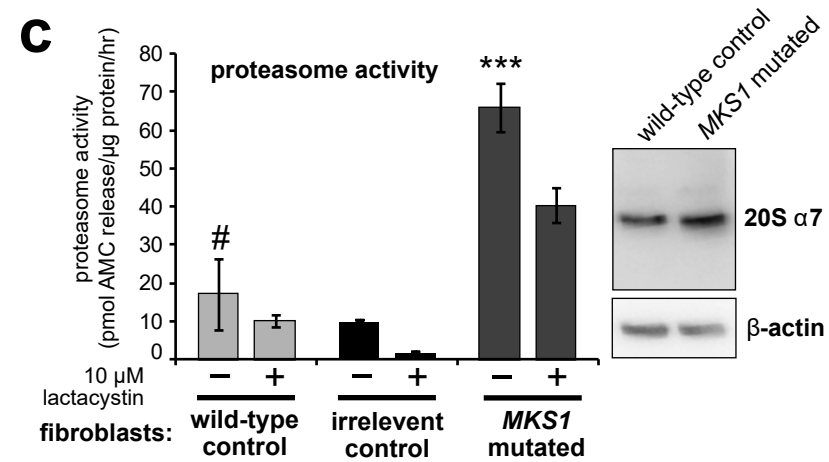 C
proteasome activity
proteasome activity
(pmol AMC release/µg protein/hr)
80
70
60
50
40
30
20
10
0
#
***
10 µM
lactacystin
− + − + − +
fibroblasts:
wild-type
control
irrelevent
control
MKS1
mutated
wild-type control
MKS1 mutated
20S α7
β-actin